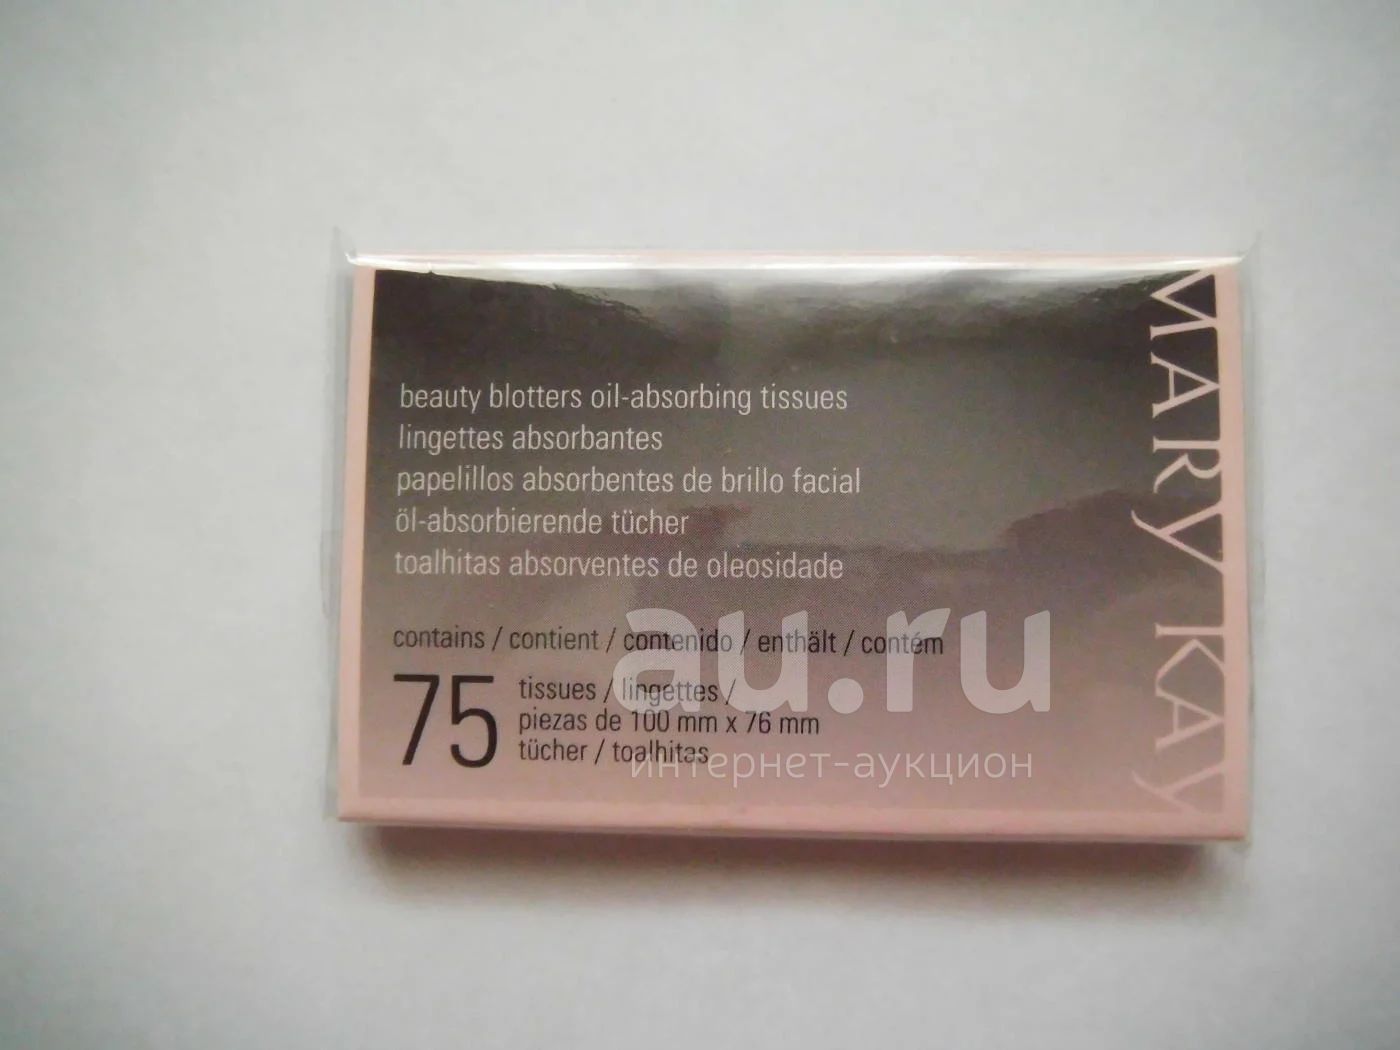 beauty blotters oil-absorbing tissues
lingettes absorbantes
papelillos absorbentes de brillo facial
öl-absorbierende tücher
toalhitas absorventes de oleosidade
contains / contient / contenido / enthält / contém
75
tissues / lingettes /
piezas de 100 mm x 76 mm
tücher / toalhitas
MARY KAY
au.ru
интернет-аукцион